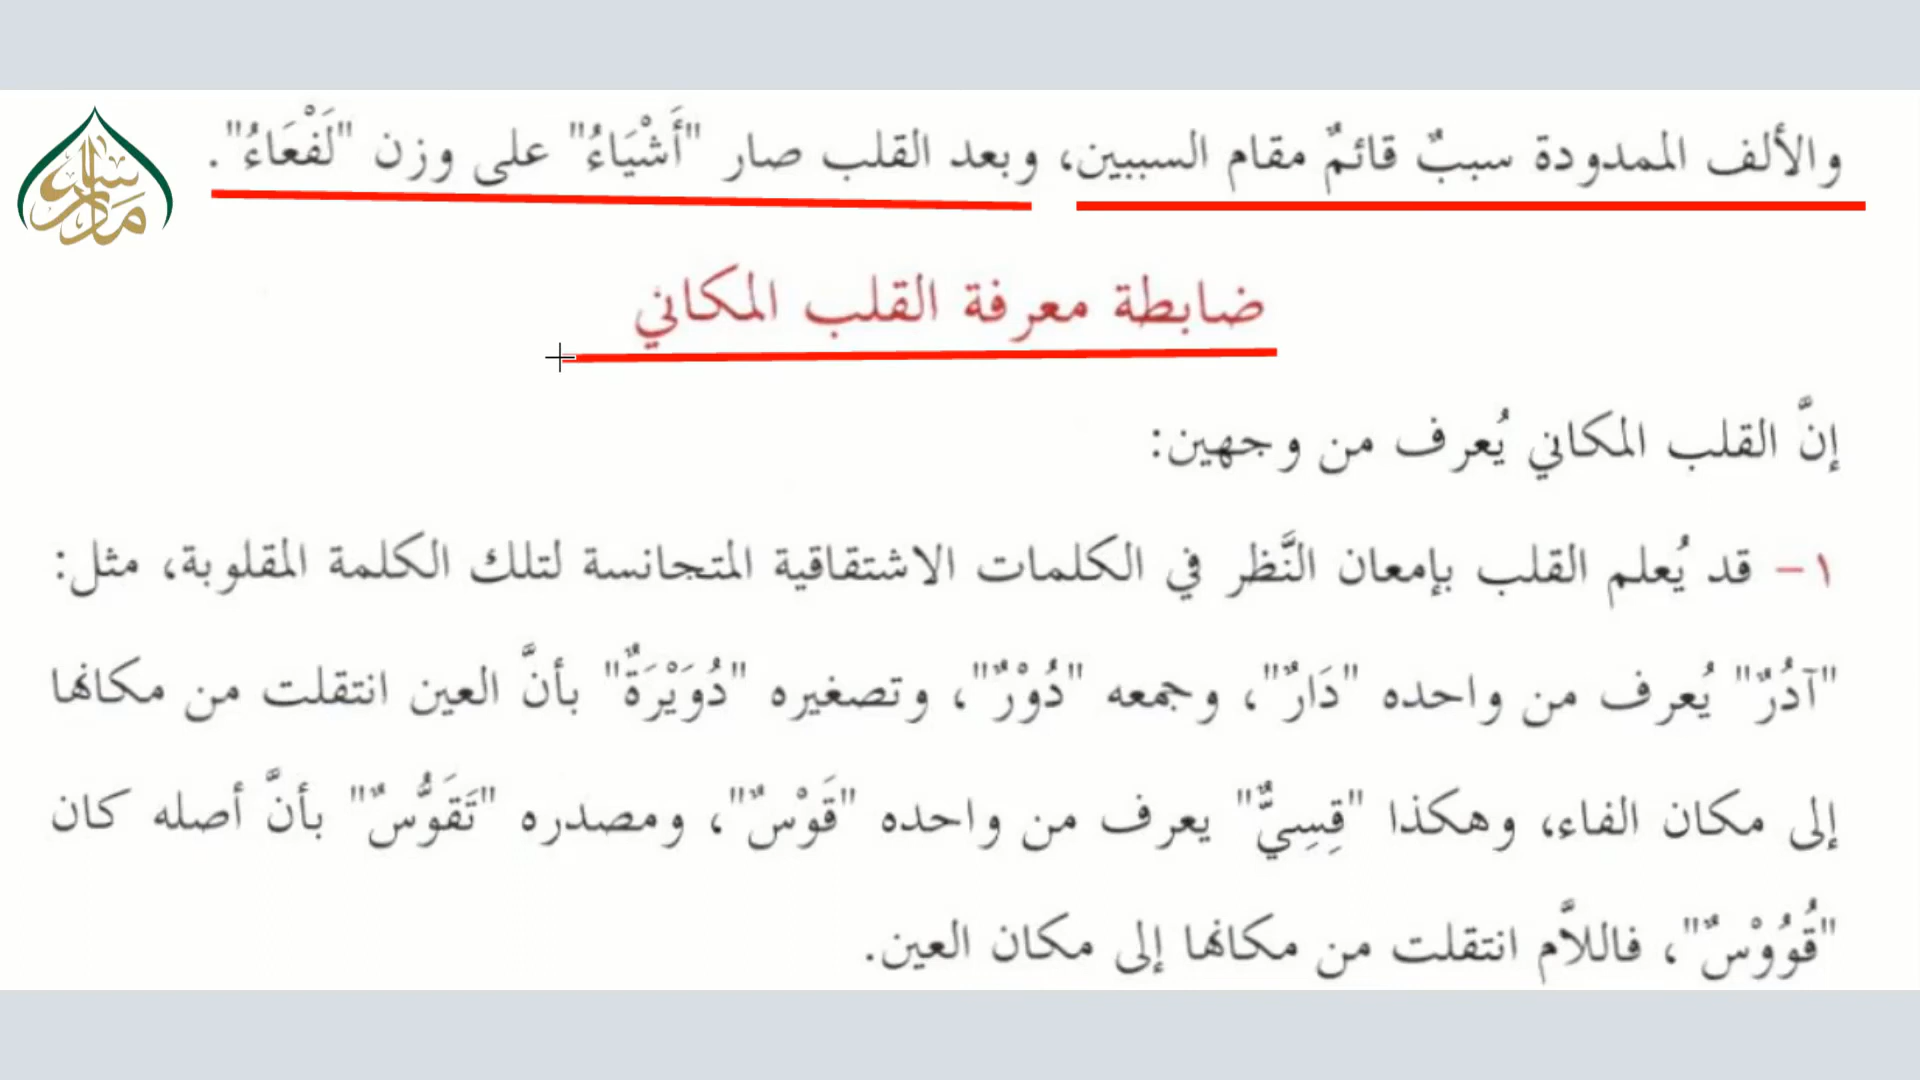 والألف الممدودة سببٌ قائمٌ مقام السببين، وبعد القلب صار "أَشْيَاءُ" على وزن "لَفْعَاءُ".
ضابطة معرفة القلب المكاني
إنَّ القلب المكاني يُعرف من وجهين:
١- قد يُعلم القلب بإمعان النَّظر في الكلمات الاشتقاقية المتجانسة لتلك الكلمة المقلوبة، مثل:
"آدُرٌ" يُعرف من واحده "دَارٌ"، وجمعه "دُوْرٌ"، وتصغيره "دُوَيْرَةٌ" بأنَّ العين انتقلت من مكانها
إلى مكان الفاء، وهكذا "قِسِيٌّ" يعرف من واحده "قَوْسٌ"، ومصدره "تَقَوُّسٌ" بأنَّ أصله كان
"قُوُوْسٌ"، فاللاَّم انتقلت من مكانها إلى مكان العين.